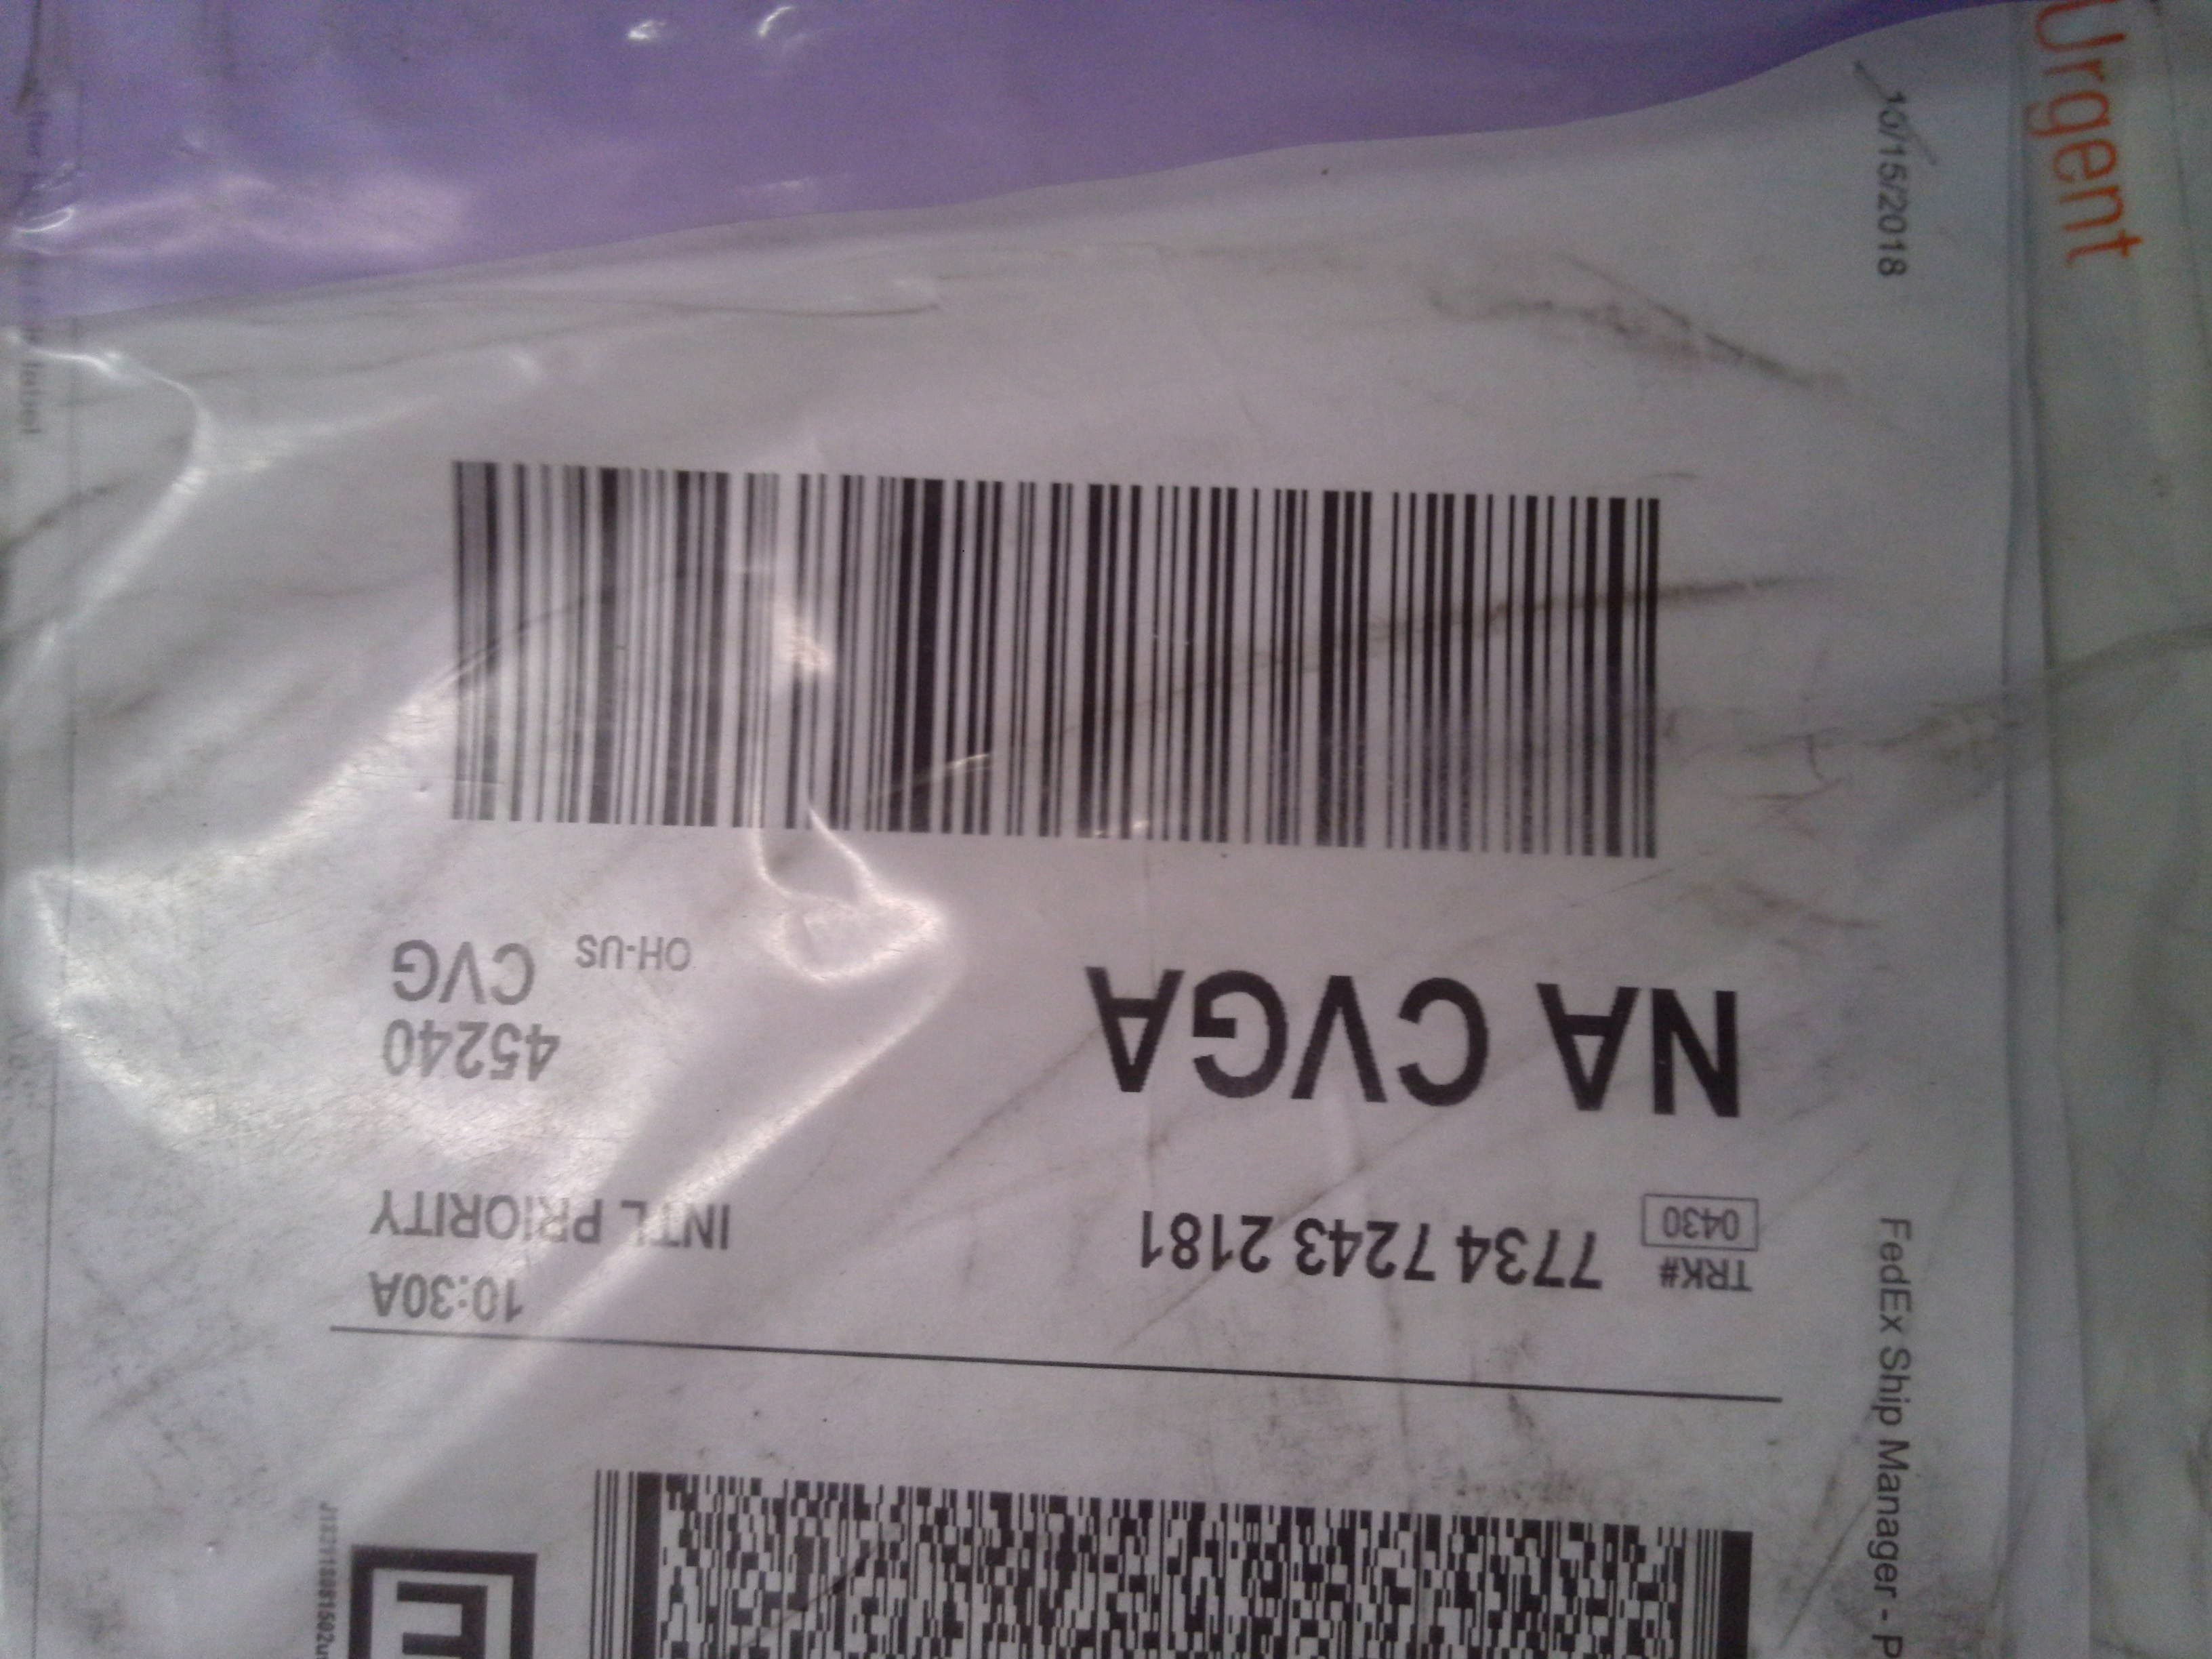 TRK#
0430
7734 7243 2181
10:30A
INTL PRIORITY
NA CVGA
45240
OH-US
CVG
FedEx Ship Manager - P
10/15/2018
Urgent
E